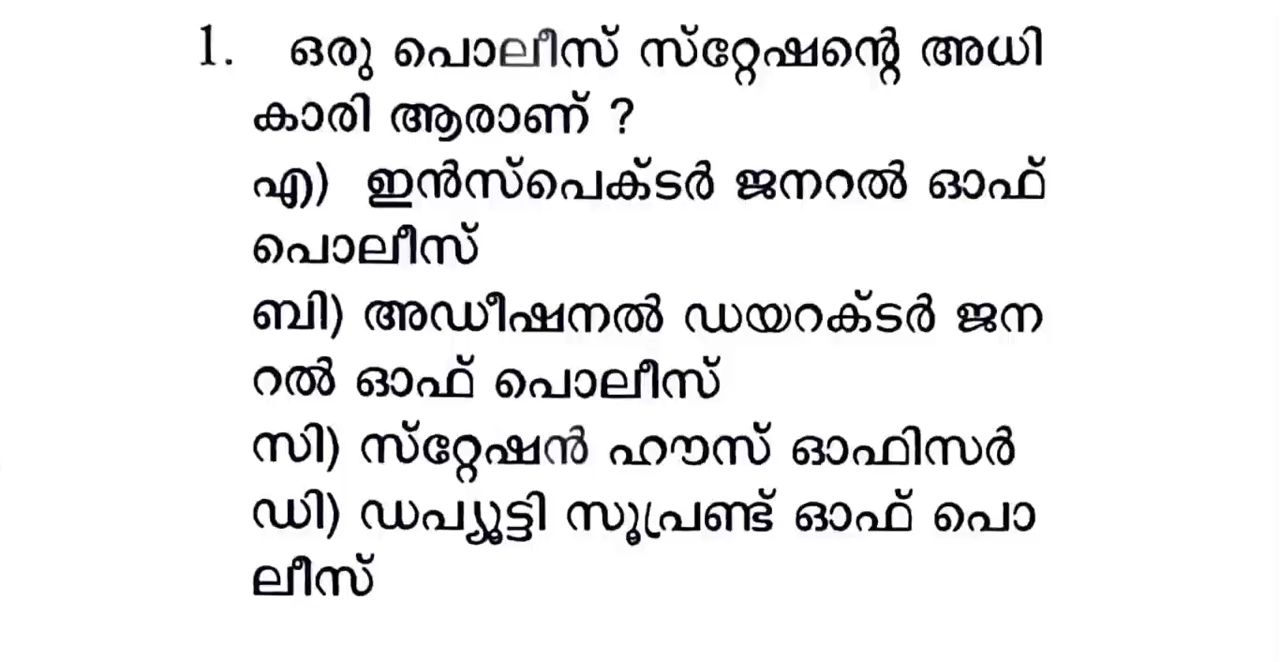 1. ഒരു പൊലീസ് സ്റ്റേഷന്റെ അധി
കാരി ആരാണ് ?
എ) ഇൻസ്പെക്ടർ ജനറൽ ഓഫ്
പൊലീസ്
ബി) അഡീഷനൽ ഡയറക്ടർ ജന
റൽ ഓഫ് പൊലീസ്
സി) സ്റ്റേഷൻ ഹൗസ് ഓഫിസർ
ഡി) ഡപ്യൂട്ടി സൂപ്രണ്ട് ഓഫ് പൊ
ലീസ്